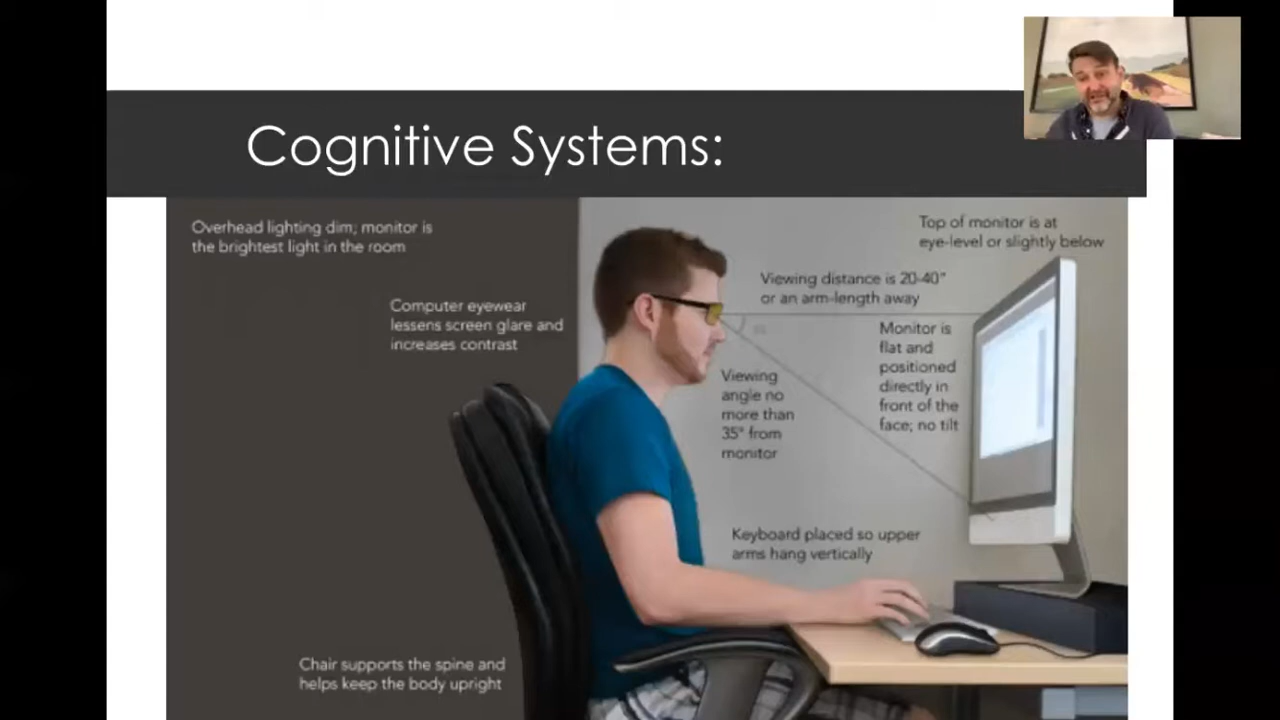 Cognitive Systems:
Overhead lighting dim; monitor is
the brightest light in the room
Top of monitor is at
eye-level or slightly below
Viewing distance is 20-40"
or an arm-length away
Computer eyewear
lessens screen glare and
increases contrast
Monitor is
flat and
positioned
directly in
front of the
face; no tilt
Viewing
angle no
more than
35° from
monitor
Keyboard placed so upper
arms hang vertically
Chair supports the spine and
helps keep the body upright